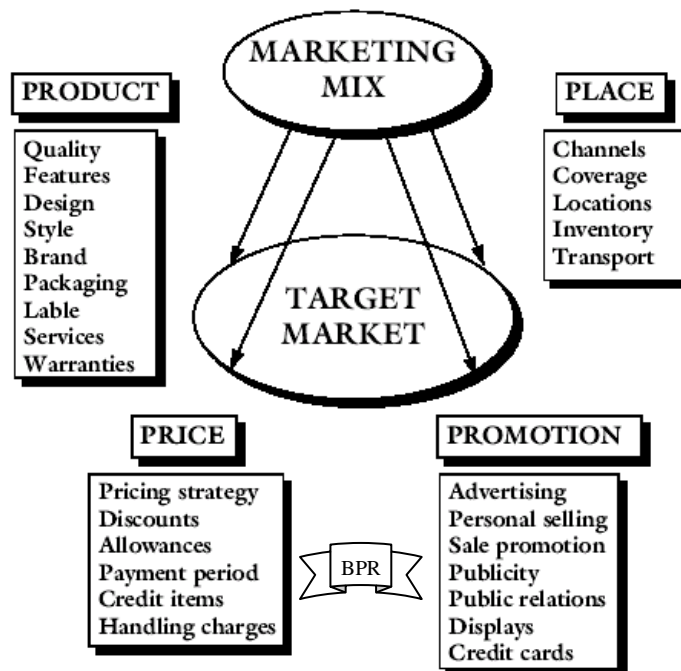 MARKETING
MIX
PRODUCT
Quality
Features
Design
Style
Brand
Packaging
Lable
Services
Warranties
PLACE
Channels
Coverage
Locations
Inventory
Transport
TARGET
MARKET
PRICE
Pricing strategy
Discounts
Allowances
Payment period
Credit items
Handling charges
BPR
PROMOTION
Advertising
Personal selling
Sale promotion
Publicity
Public relations
Displays
Credit cards